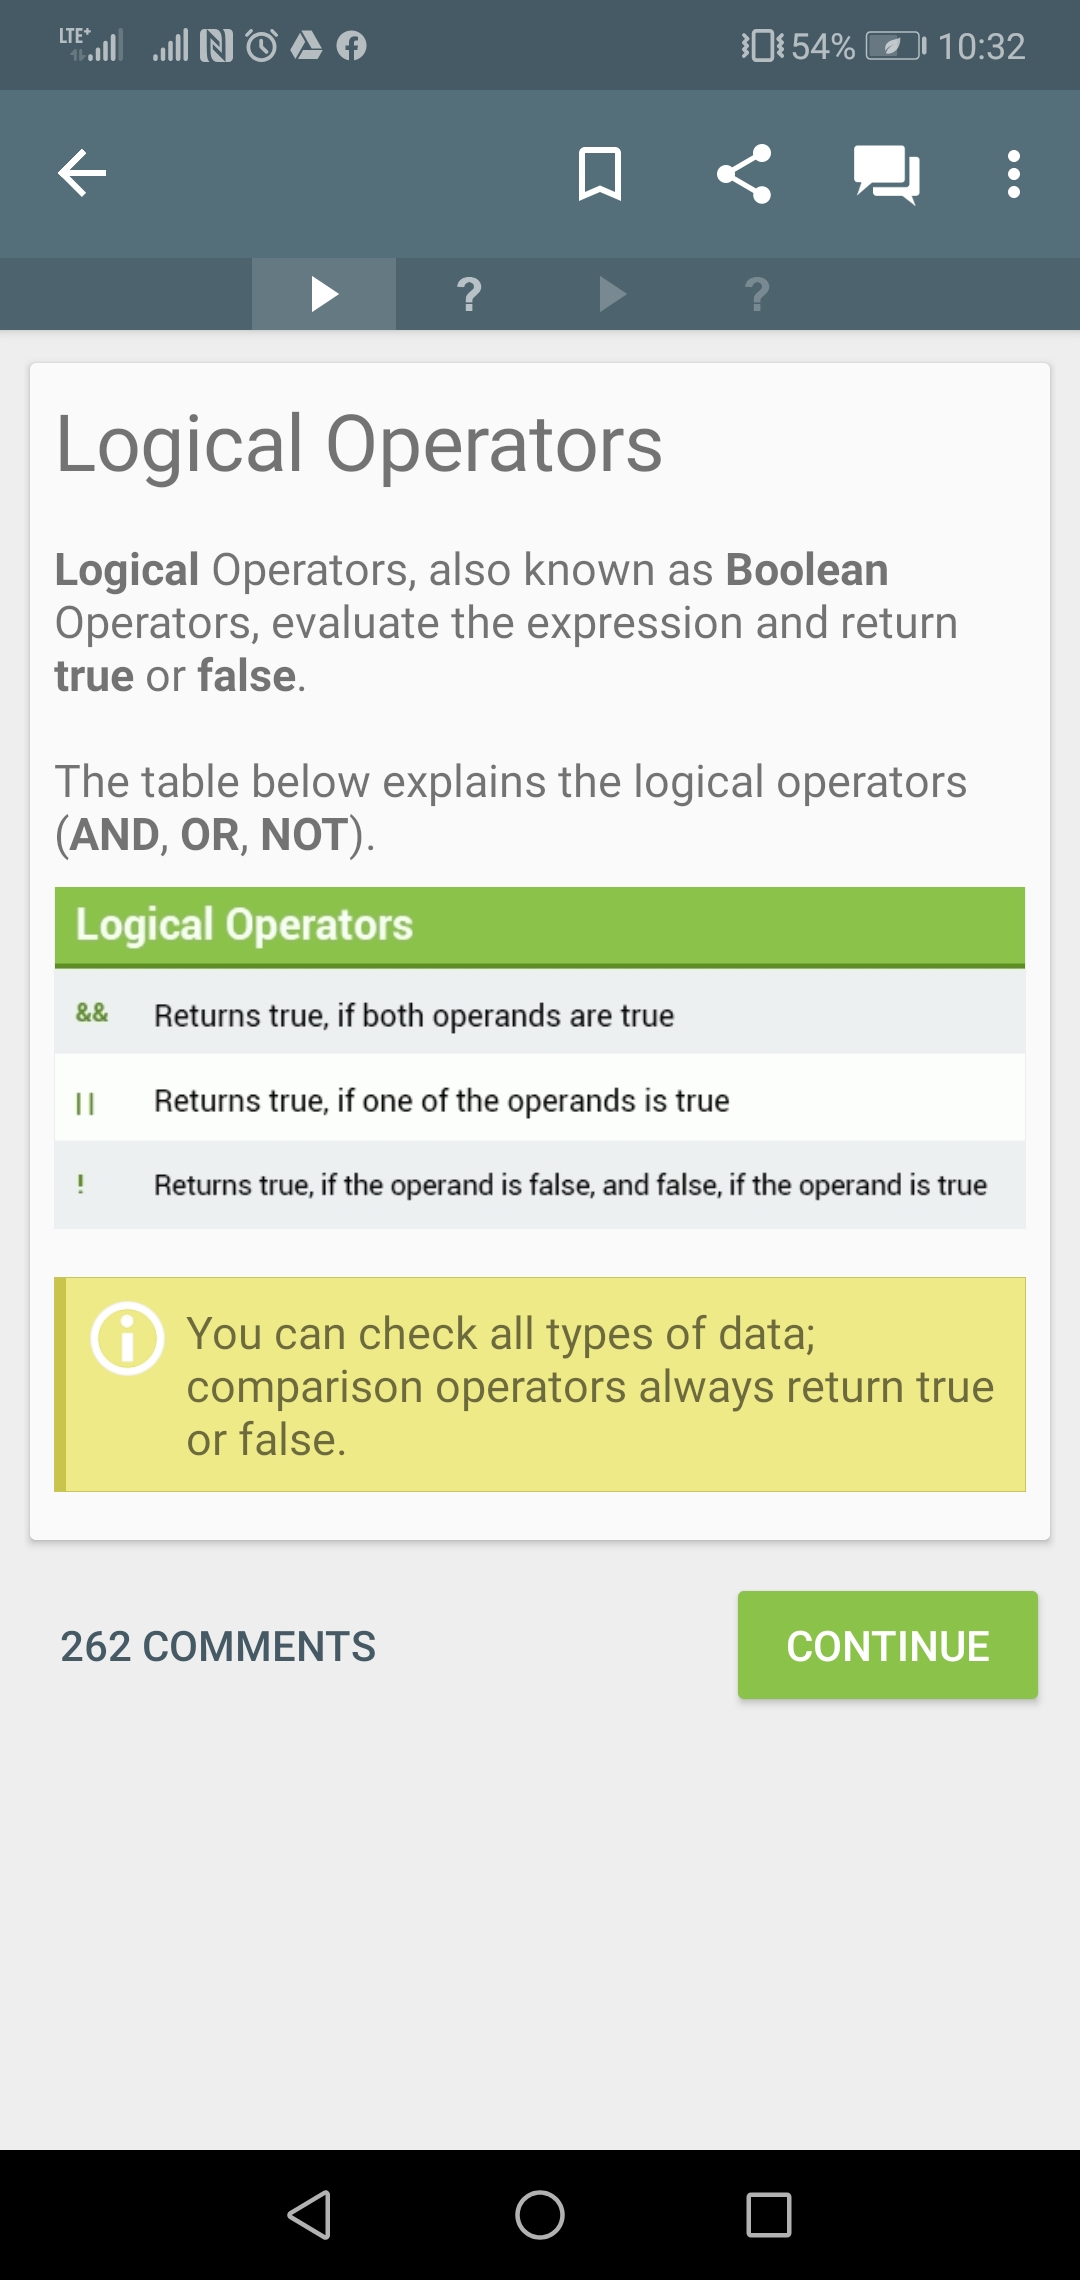 LTE+ 54% 10:32
? ?
Logical Operators
Logical Operators, also known as Boolean
Operators, evaluate the expression and return
true or false.
The table below explains the logical operators
(AND, OR, NOT).
Logical Operators
&& Returns true, if both operands are true
|| Returns true, if one of the operands is true
! Returns true, if the operand is false, and false, if the operand is true
You can check all types of data;
comparison operators always return true
or false.
262 COMMENTS CONTINUE